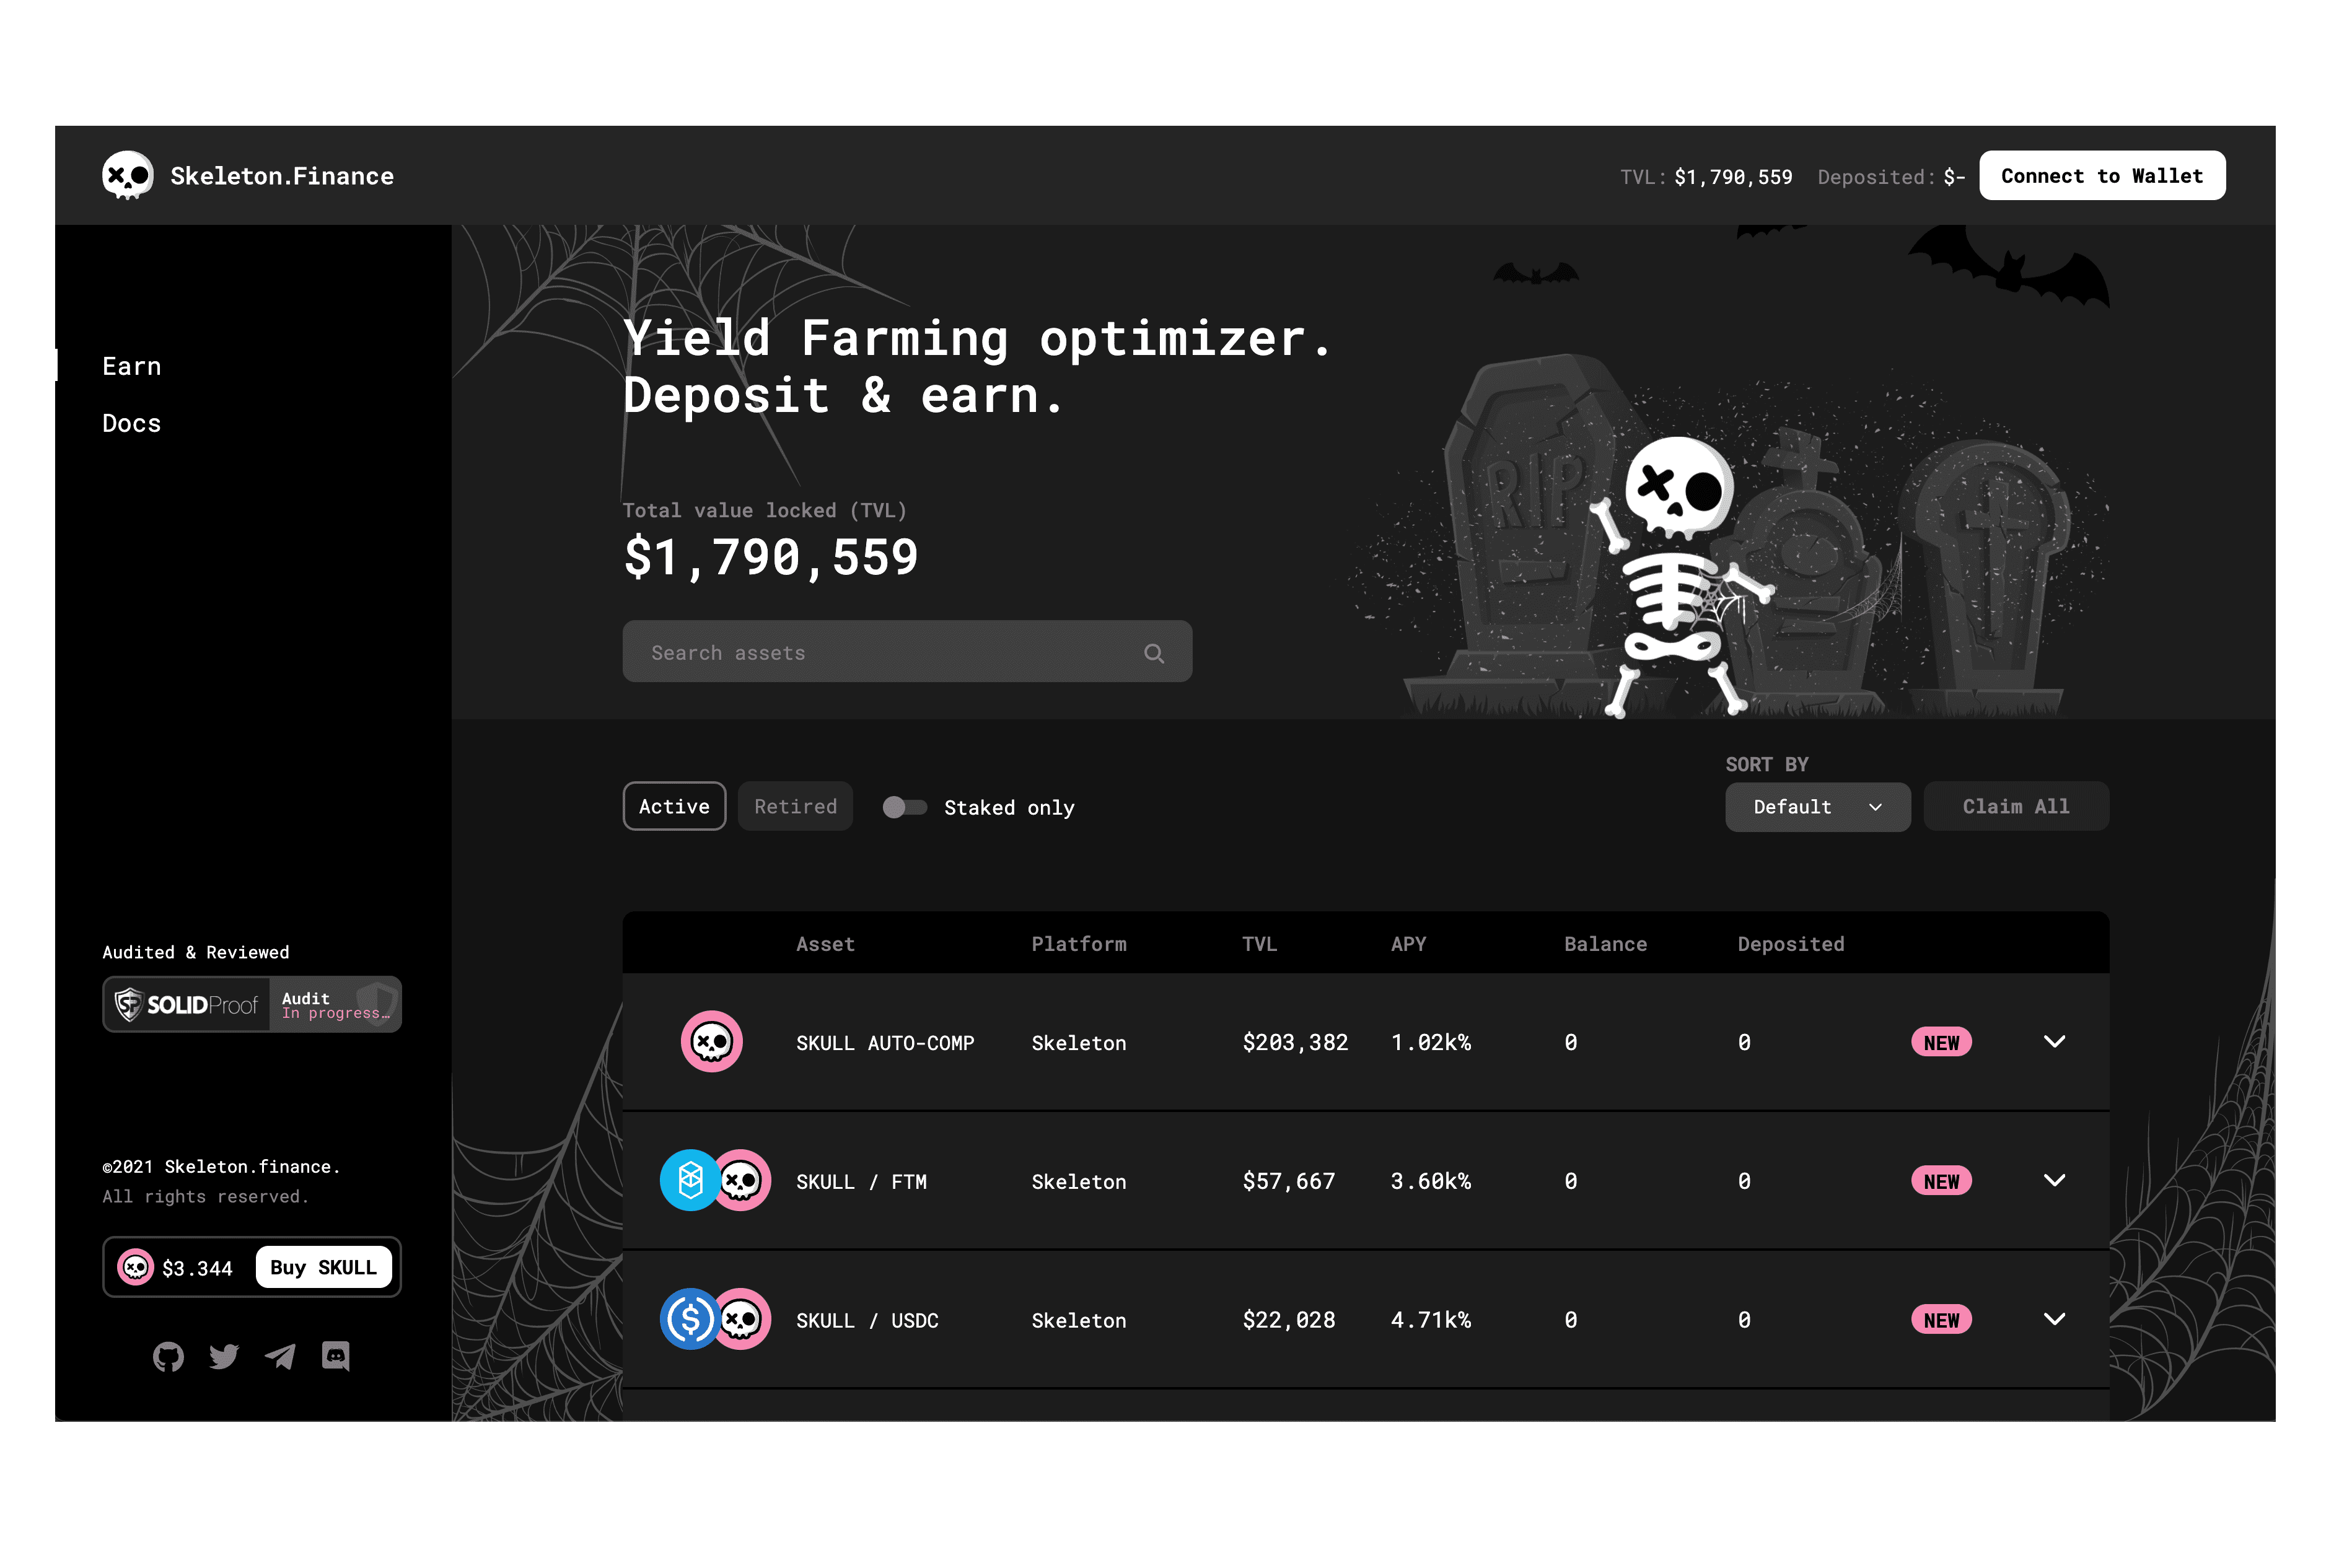 Skeleton.Finance
TVL: $1,790,559 Deposited: $- Connect to Wallet
Earn
Docs
Yield Farming optimizer.
Deposit & earn.
Total value locked (TVL)
$1,790,559
Search assets
RIP
SORT BY
Active Retired Staked only Default Claim All
Asset Platform TVL APY Balance Deposited
SKULL AUTO-COMP Skeleton $203,382 1.02k% 0 0 NEW
SKULL / FTM Skeleton $57,667 3.60k% 0 0 NEW
SKULL / USDC Skeleton $22,028 4.71k% 0 0 NEW
Audited & Reviewed
SOLIDProof Audit
In progress…
©2021 Skeleton.finance.
All rights reserved.
$3.344 Buy SKULL